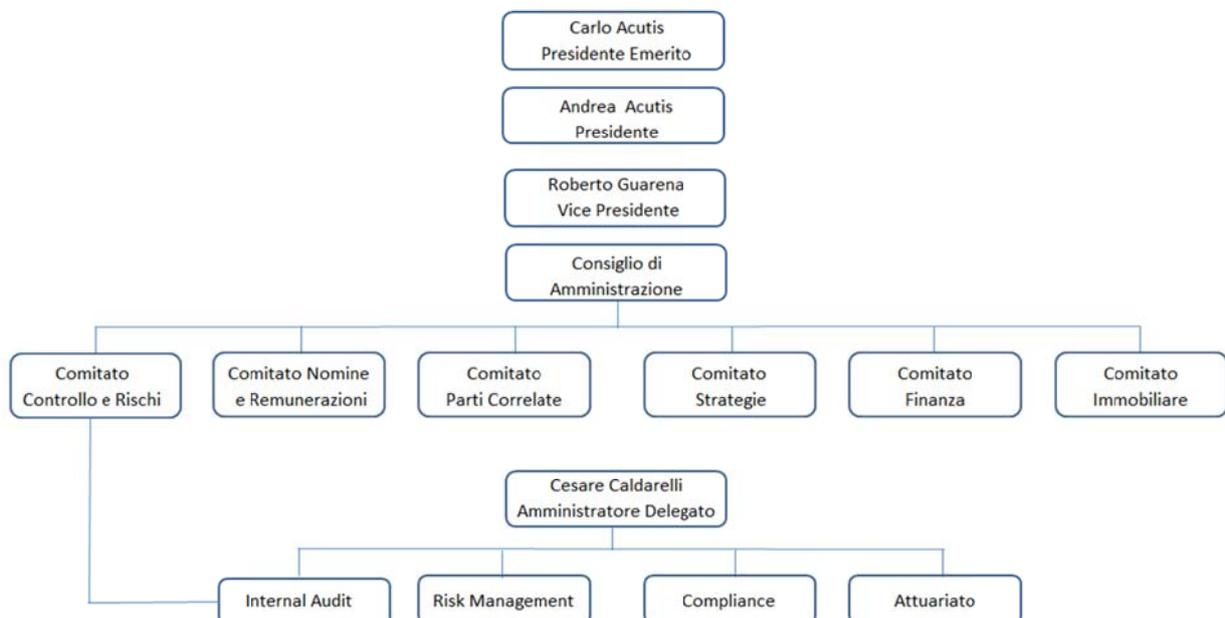 Carlo Acutis
Presidente Emerito
Andrea Acutis
Presidente
Roberto Guarena
Vice Presidente
Consiglio di
Amministrazione
Comitato
Controllo e Rischi
Comitato Nomine
e Remunerazioni
Comitato
Parti Correlate
Comitato
Strategie
Comitato
Finanza
Comitato
Immobiliare
Cesare Caldarelli
Amministratore Delegato
Internal Audit
Risk Management
Compliance
Attuariato